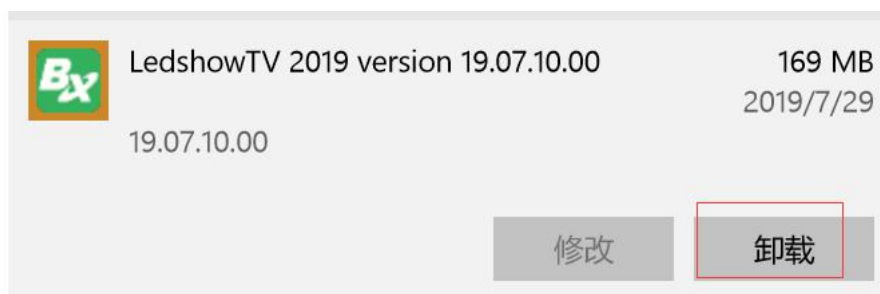 BX
LedshowTV 2019 version 19.07.10.00
169 MB
2019/7/29
19.07.10.00
修改
卸载